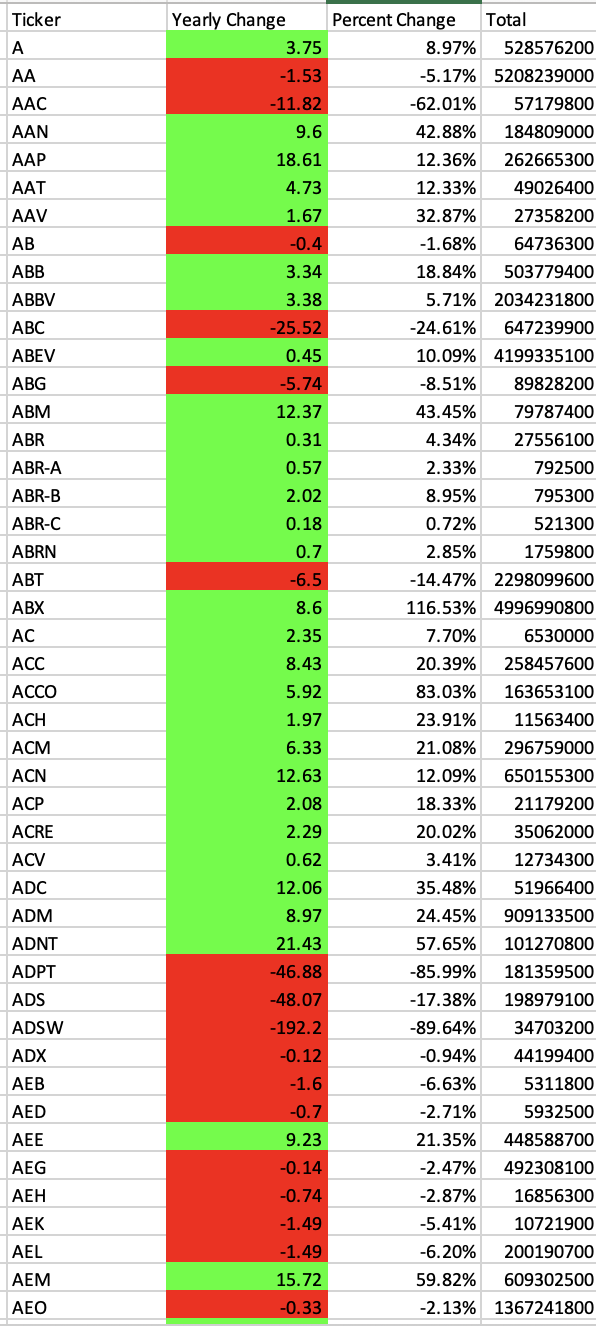 Ticker Yearly Change Percent Change Total
A 3.75 8.97% 528576200
AA -1.53 -5.17% 5208239000
AAC -11.82 -62.01% 57179800
AAN 9.6 42.88% 184809000
AAP 18.61 12.36% 262665300
AAT 4.73 12.33% 49026400
AAV 1.67 32.87% 27358200
AB -0.4 -1.68% 64736300
ABB 3.34 18.84% 503779400
ABBV 3.38 5.71% 2034231800
ABC -25.52 -24.61% 647239900
ABEV 0.45 10.09% 4199335100
ABG -5.74 -8.51% 89828200
ABM 12.37 43.45% 79787400
ABR 0.31 4.34% 27556100
ABR-A 0.57 2.33% 792500
ABR-B 2.02 8.95% 795300
ABR-C 0.18 0.72% 521300
ABRN 0.7 2.85% 1759800
ABT -6.5 -14.47% 2298099600
ABX 8.6 116.53% 4996990800
AC 2.35 7.70% 6530000
ACC 8.43 20.39% 258457600
ACCO 5.92 83.03% 163653100
ACH 1.97 23.91% 11563400
ACM 6.33 21.08% 296759000
ACN 12.63 12.09% 650155300
ACP 2.08 18.33% 21179200
ACRE 2.29 20.02% 35062000
ACV 0.62 3.41% 12734300
ADC 12.06 35.48% 51966400
ADM 8.97 24.45% 909133500
ADNT 21.43 57.65% 101270800
ADPT -46.88 -85.99% 181359500
ADS -48.07 -17.38% 198979100
ADSW -192.2 -89.64% 34703200
ADX -0.12 -0.94% 44199400
AEB -1.6 -6.63% 5311800
AED -0.7 -2.71% 5932500
AEE 9.23 21.35% 448588700
AEG -0.14 -2.47% 492308100
AEH -0.74 -2.87% 16856300
AEK -1.49 -5.41% 10721900
AEL -1.49 -6.20% 200190700
AEM 15.72 59.82% 609302500
AEO -0.33 -2.13% 1367241800